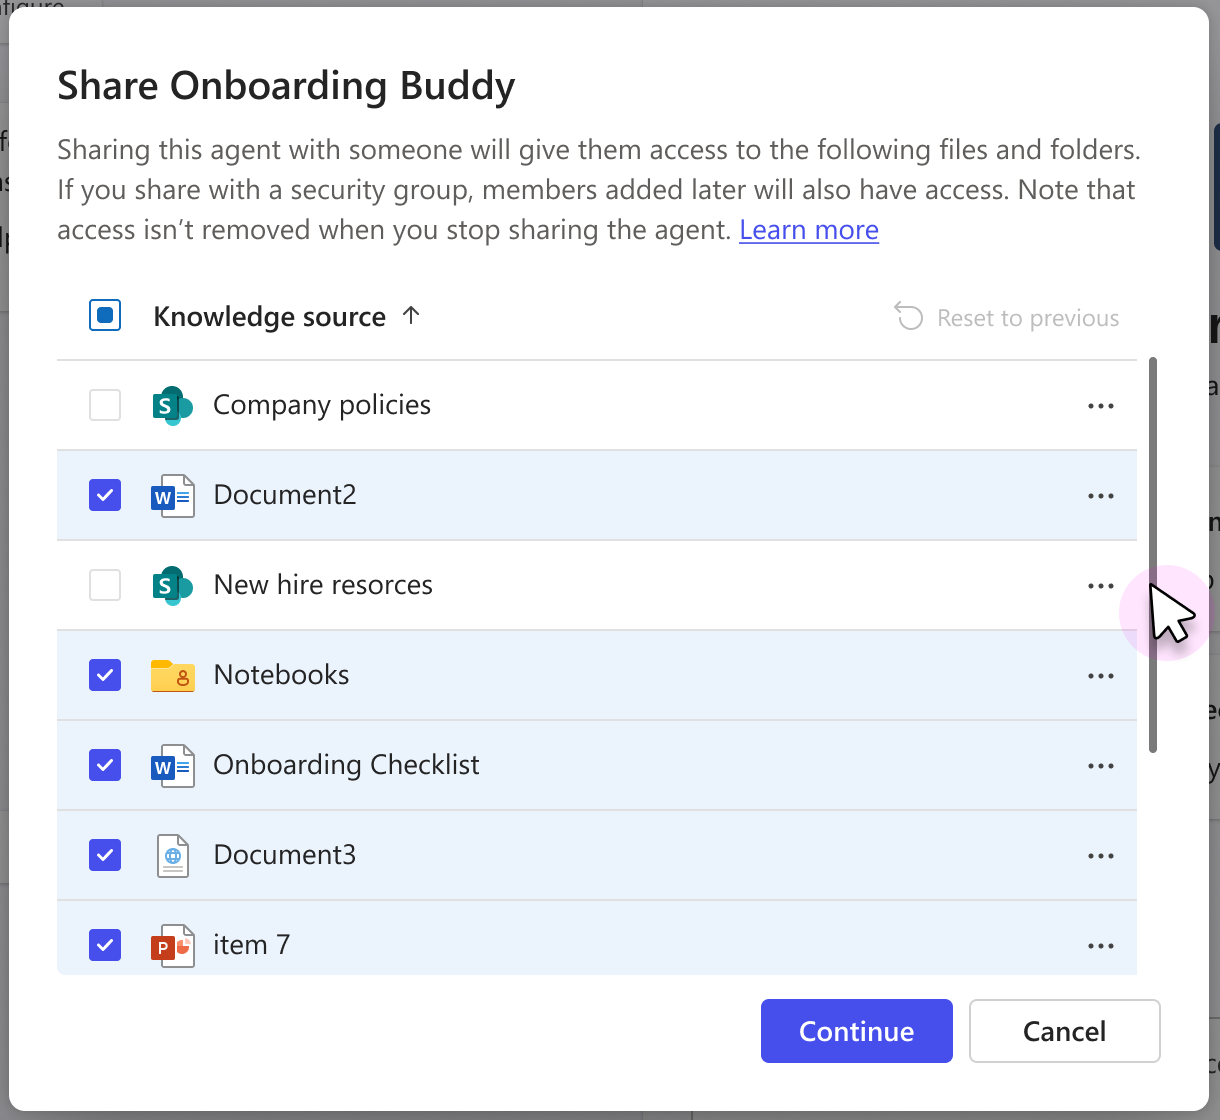 Share Onboarding Buddy
Sharing this agent with someone will give them access to the following files and folders.
If you share with a security group, members added later will also have access. Note that
access isn’t removed when you stop sharing the agent. Learn more
Knowledge source ↑
Reset to previous
S Company policies
W Document2
S New hire resorces
Notebooks
W Onboarding Checklist
Document3
P item 7
Continue
Cancel